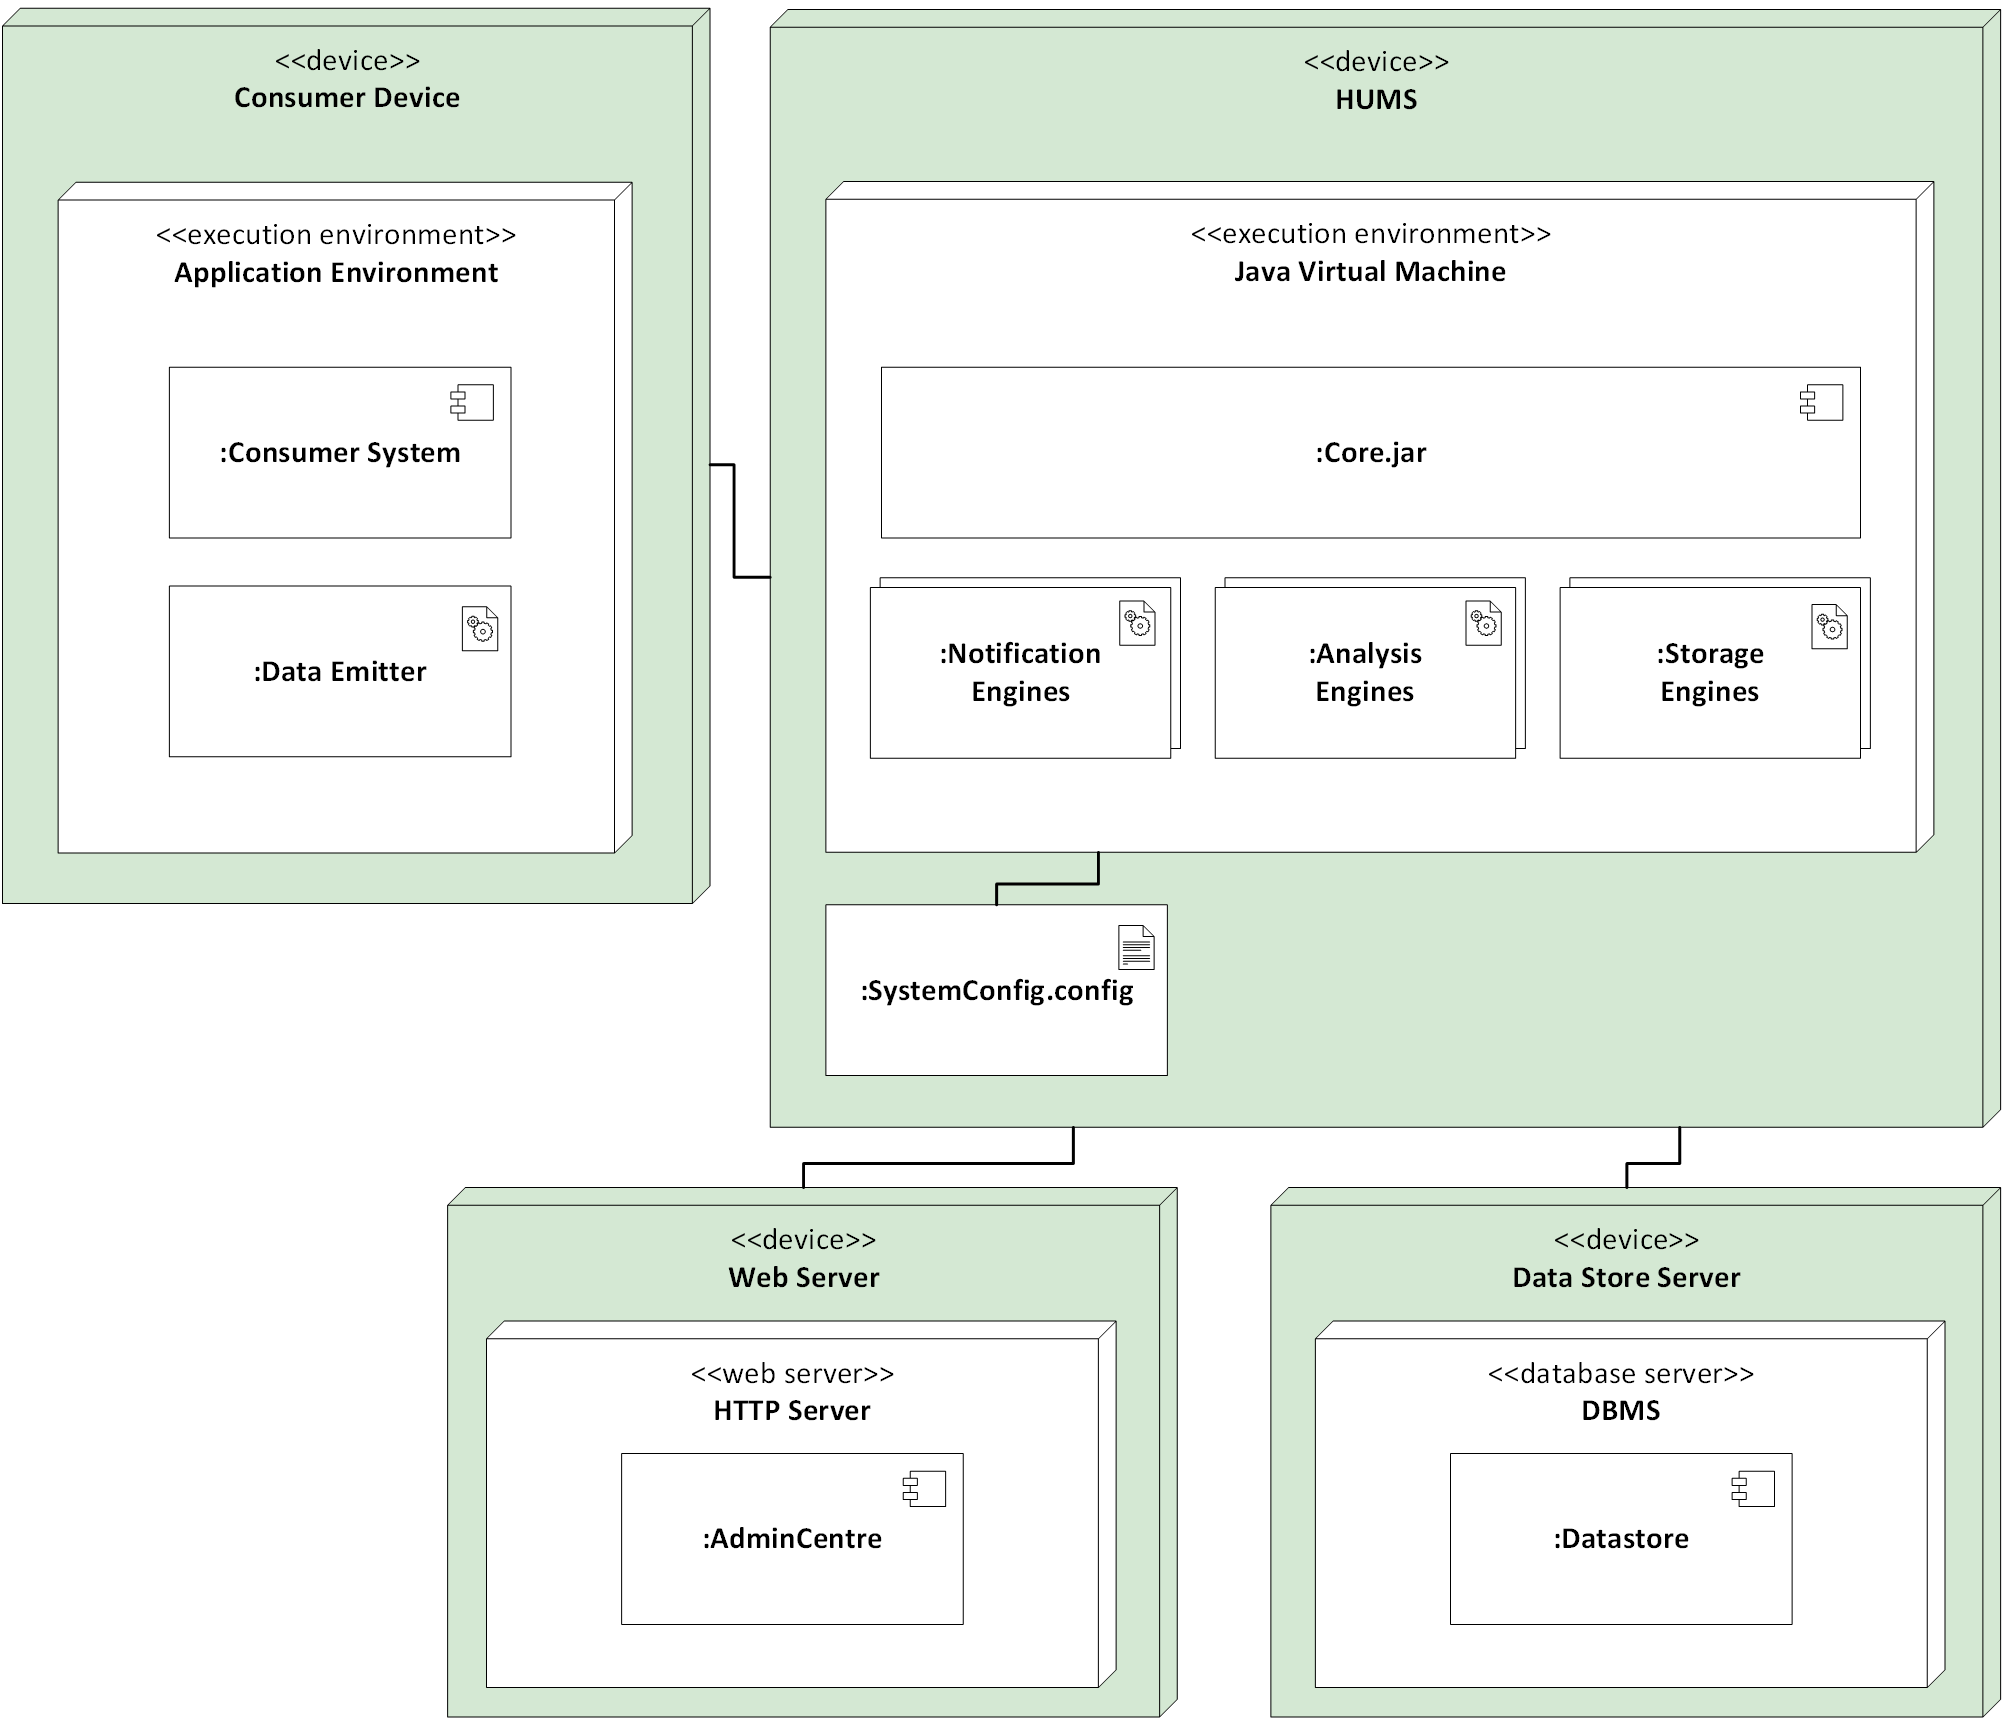 <<device>>
Consumer Device
<<execution environment>>
Application Environment
:Consumer System
:Data Emitter
<<device>>
HUMS
<<execution environment>>
Java Virtual Machine
:Core.jar
:Notification
Engines
:Analysis
Engines
:Storage
Engines
:SystemConfig.config
<<device>>
Web Server
<<web server>>
HTTP Server
:AdminCentre
<<device>>
Data Store Server
<<database server>>
DBMS
:Datastore